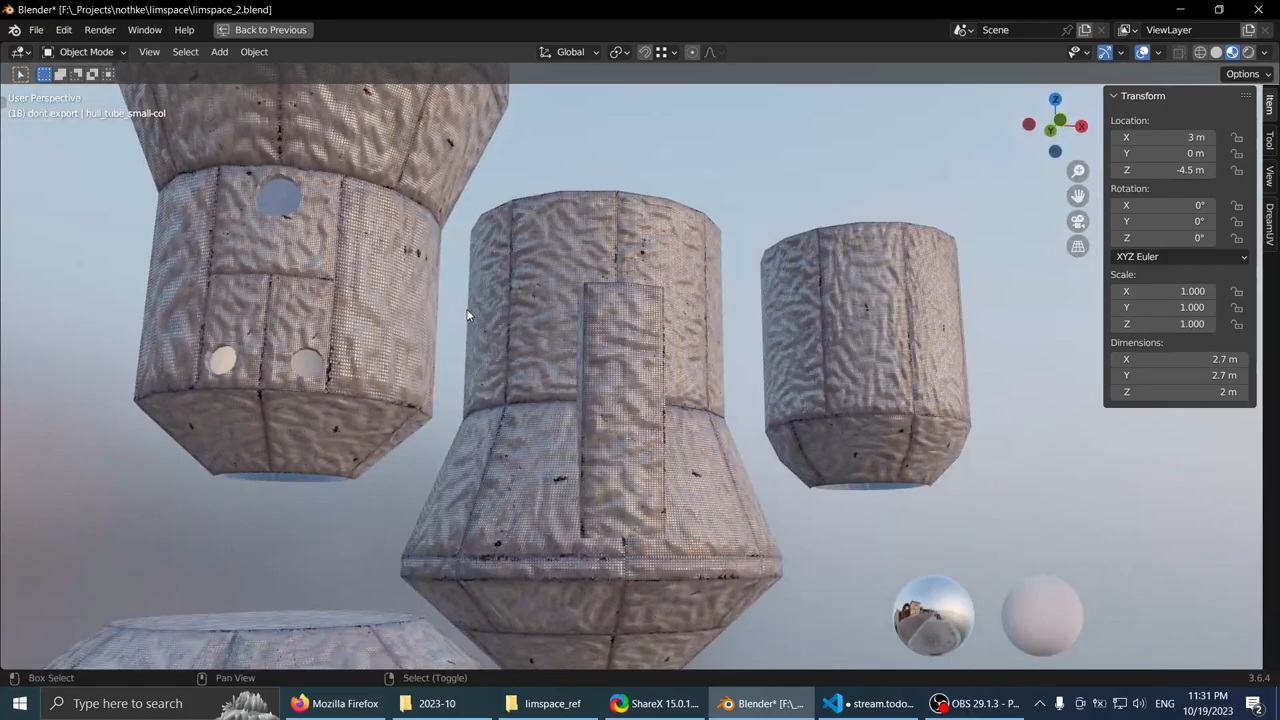 Blender* [F:\_Projects\nothke\limspace\limspace_2.blend]
File Edit Render Window Help Back to Previous Scene ViewLayer
Object Mode View Select Add Object Global
Options
User Perspective
(18) dont export | hull_tube_small-col
Z
X
Y
Transform
Location:
X 3 m
Y 0 m
Z -4.5 m
Rotation:
X 0°
Y 0°
Z 0°
XYZ Euler
Scale:
X 1.000
Y 1.000
Z 1.000
Dimensions:
X 2.7 m
Y 2.7 m
Z 2 m
Item
Tool
View
DreamUV
Box Select Pan View Select (Toggle) 3.6.4
Type here to search Mozilla Firefox 2023-10 limspace_ref ShareX 15.0.1... Blender* [F:\_... ● stream.todo... OBS 29.1.3 - P... ENG 11:31 PM
10/19/2023